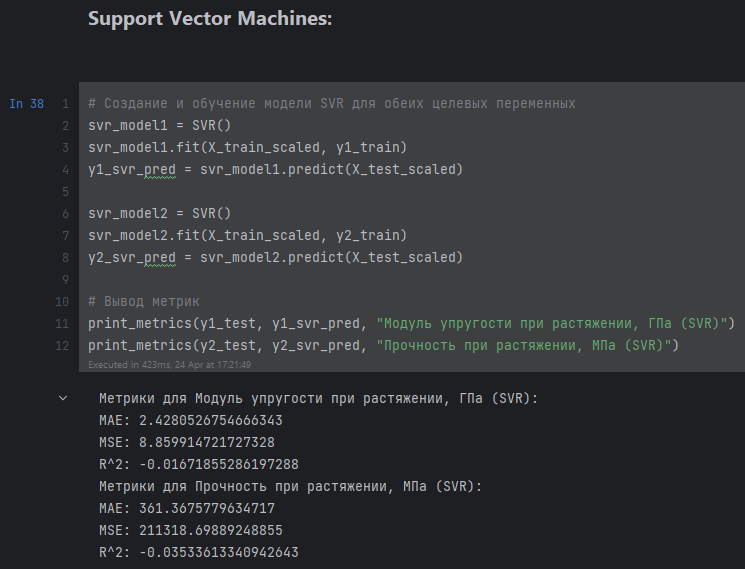 Support Vector Machines:
In 38
1 # Создание и обучение модели SVR для обеих целевых переменных
2 svr_model1 = SVR()
3 svr_model1.fit(X_train_scaled, y1_train)
4 y1_svr_pred = svr_model1.predict(X_test_scaled)
5
6 svr_model2 = SVR()
7 svr_model2.fit(X_train_scaled, y2_train)
8 y2_svr_pred = svr_model2.predict(X_test_scaled)
9
10 # Вывод метрик
11 print_metrics(y1_test, y1_svr_pred, "Модуль упругости при растяжении, ГПа (SVR)")
12 print_metrics(y2_test, y2_svr_pred, "Прочность при растяжении, МПа (SVR)")
Executed in 423ms, 24 Apr at 17:21:49
Метрики для Модуль упругости при растяжении, ГПа (SVR):
MAE: 2.4280526754666343
MSE: 8.859914721727328
R^2: -0.01671855286197288
Метрики для Прочность при растяжении, МПа (SVR):
MAE: 361.3675779634717
MSE: 211318.69889248855
R^2: -0.03533613340942643